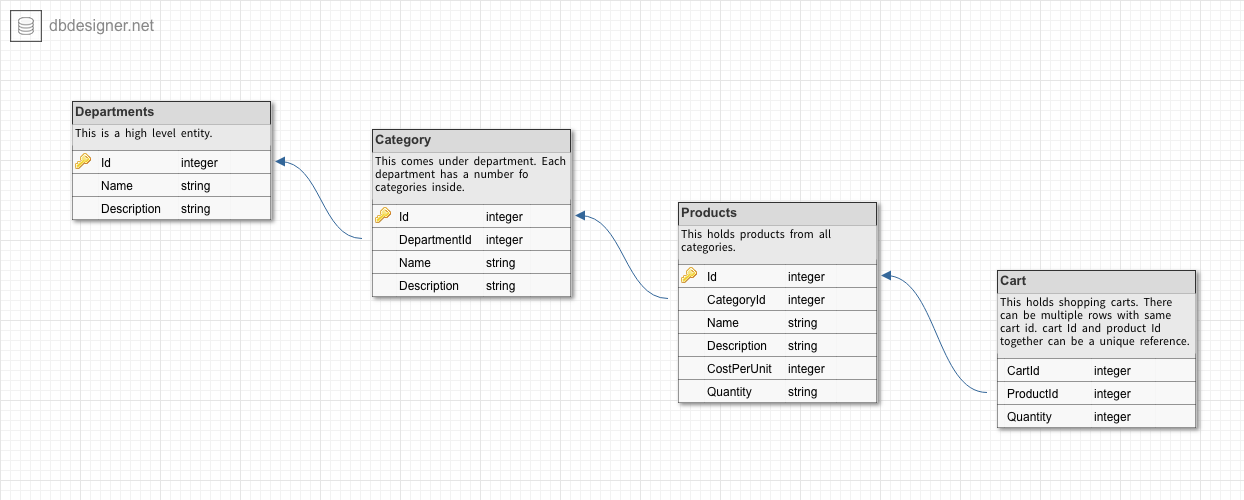 dbdesigner.net
Departments
This is a high level entity.
Id integer
Name string
Description string
Category
This comes under department. Each
department has a number fo
categories inside.
Id integer
DepartmentId integer
Name string
Description string
Products
This holds products from all
categories.
Id integer
CategoryId integer
Name string
Description string
CostPerUnit integer
Quantity string
Cart
This holds shopping carts. There
can be multiple rows with same
cart id. cart Id and product Id
together can be a unique reference.
CartId integer
ProductId integer
Quantity integer